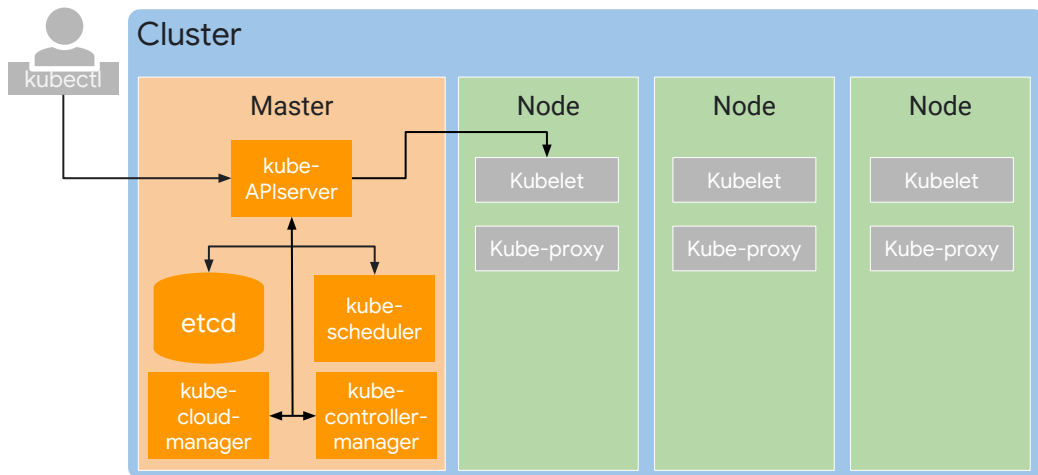 Cluster
kubectl
Master
kube-
APIserver
etcd
kube-
scheduler
kube-
cloud-
manager
kube-
controller-
manager
Node
Kubelet
Kube-proxy
Node
Kubelet
Kube-proxy
Node
Kubelet
Kube-proxy